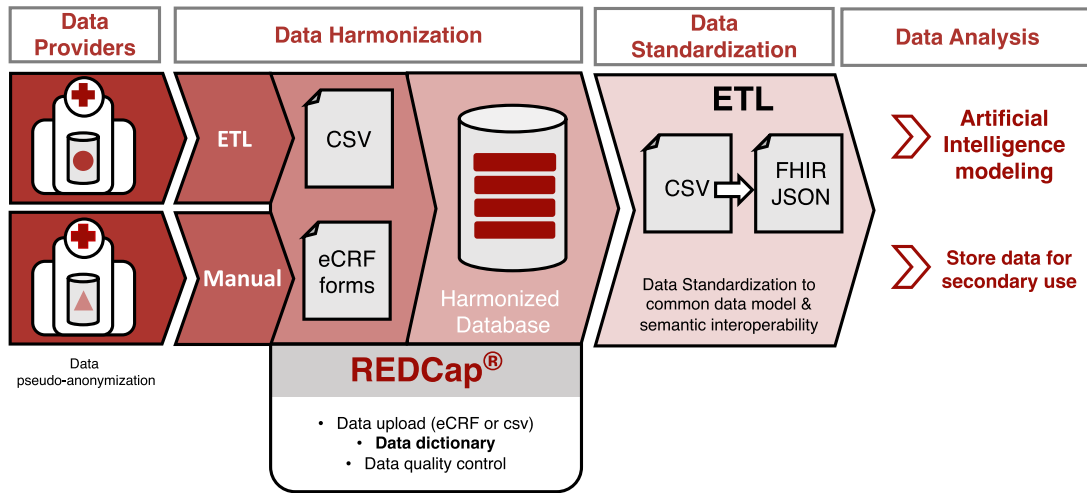 Data
Providers
Data Harmonization
Data
Standardization
Data Analysis
ETL
CSV
Manual
eCRF
forms
Harmonized
Database
ETL
CSV
FHIR
JSON
Data Standardization to
common data model &
semantic interoperability
Artificial
Intelligence
modeling
Store data for
secondary use
Data
pseudo-anonymization
REDCap®
• Data upload (eCRF or csv)
• Data dictionary
• Data quality control